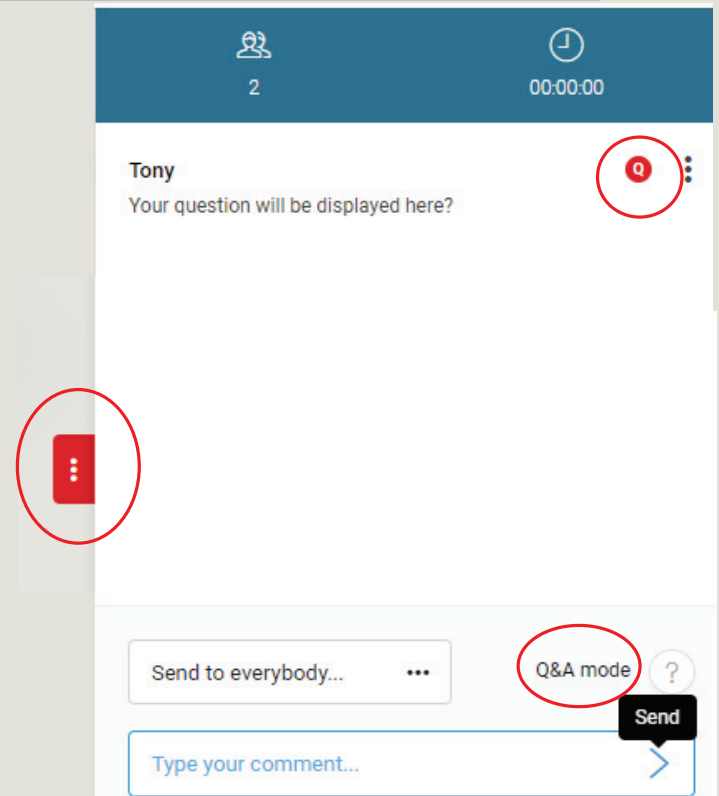 2 00:00:00
Tony Q
Your question will be displayed here?
Send to everybody... Q&A mode ?
Send
Type your comment...